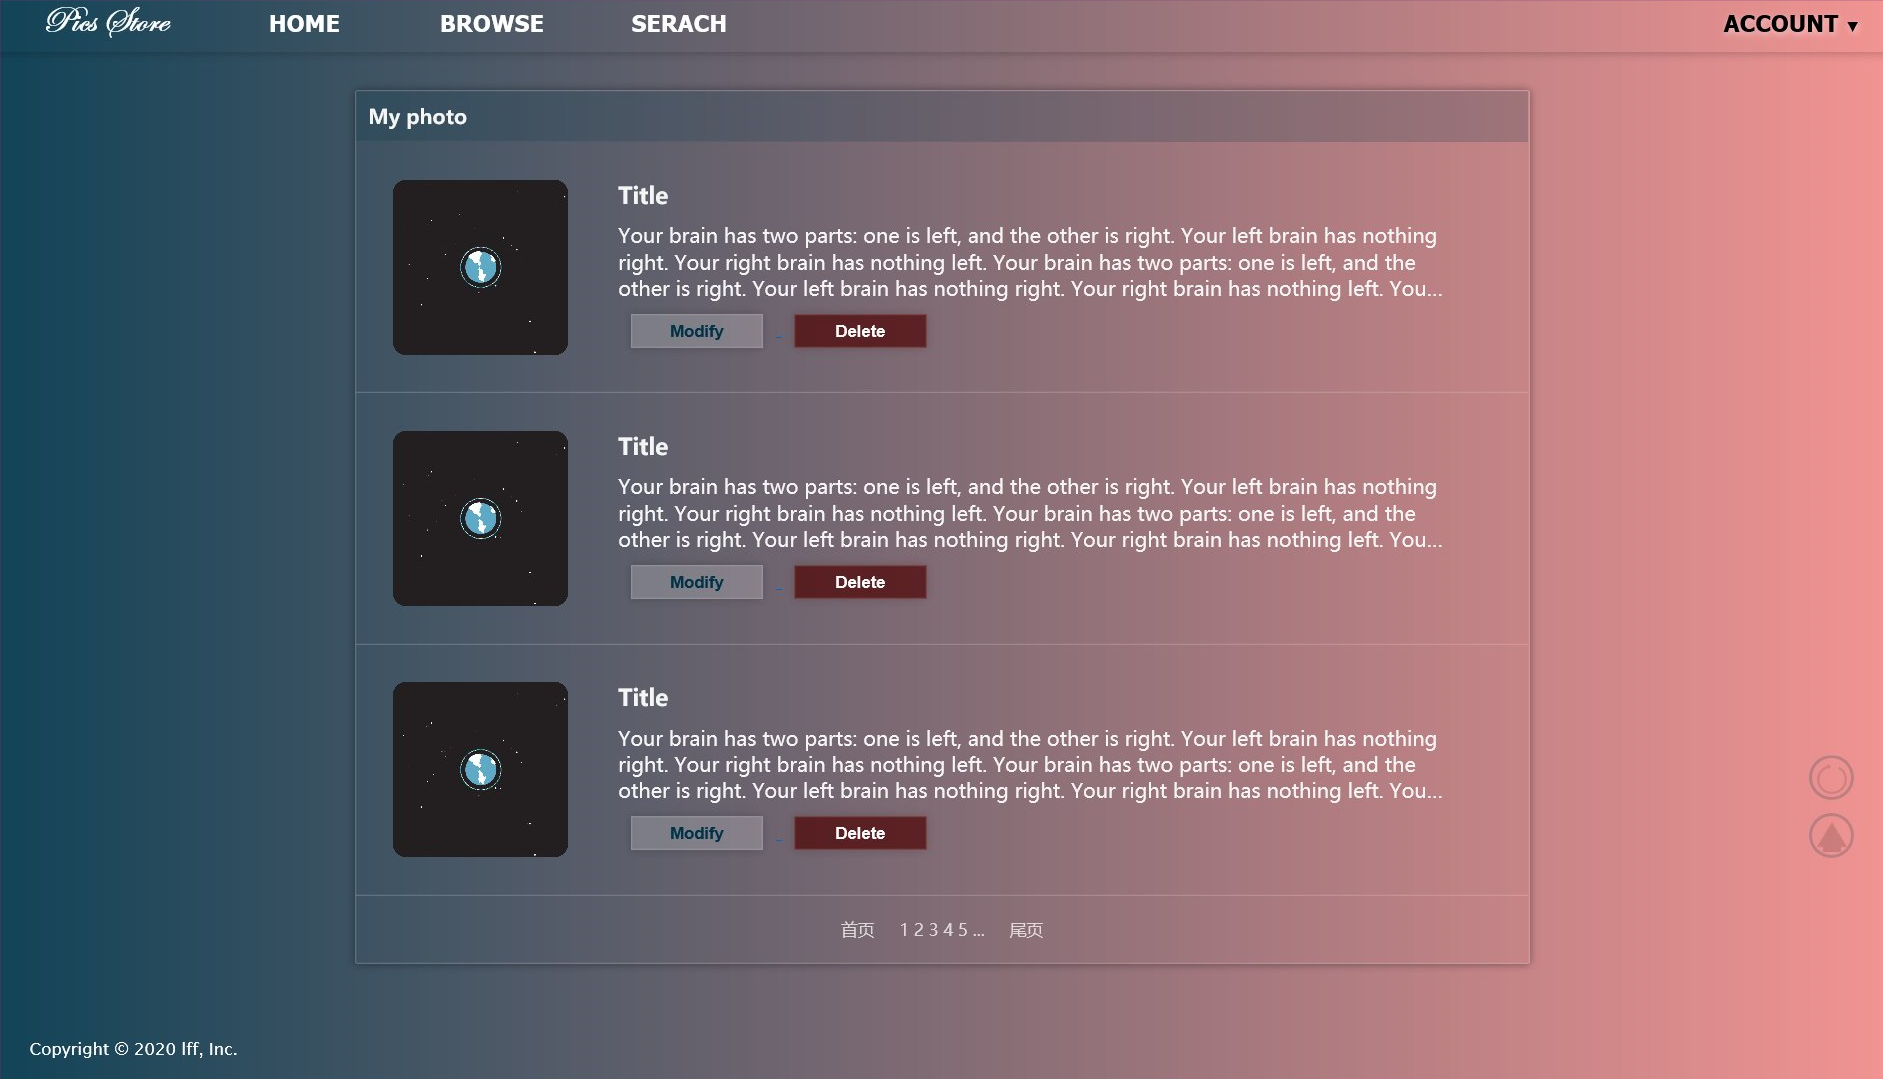 Pics Store HOME BROWSE SERACH ACCOUNT ▼
My photo
Title
Your brain has two parts: one is left, and the other is right. Your left brain has nothing
right. Your right brain has nothing left. Your brain has two parts: one is left, and the
other is right. Your left brain has nothing right. Your right brain has nothing left. You...
Modify Delete
Title
Your brain has two parts: one is left, and the other is right. Your left brain has nothing
right. Your right brain has nothing left. Your brain has two parts: one is left, and the
other is right. Your left brain has nothing right. Your right brain has nothing left. You...
Modify Delete
Title
Your brain has two parts: one is left, and the other is right. Your left brain has nothing
right. Your right brain has nothing left. Your brain has two parts: one is left, and the
other is right. Your left brain has nothing right. Your right brain has nothing left. You...
Modify Delete
首页 1 2 3 4 5 ... 尾页
Copyright © 2020 lff, Inc.